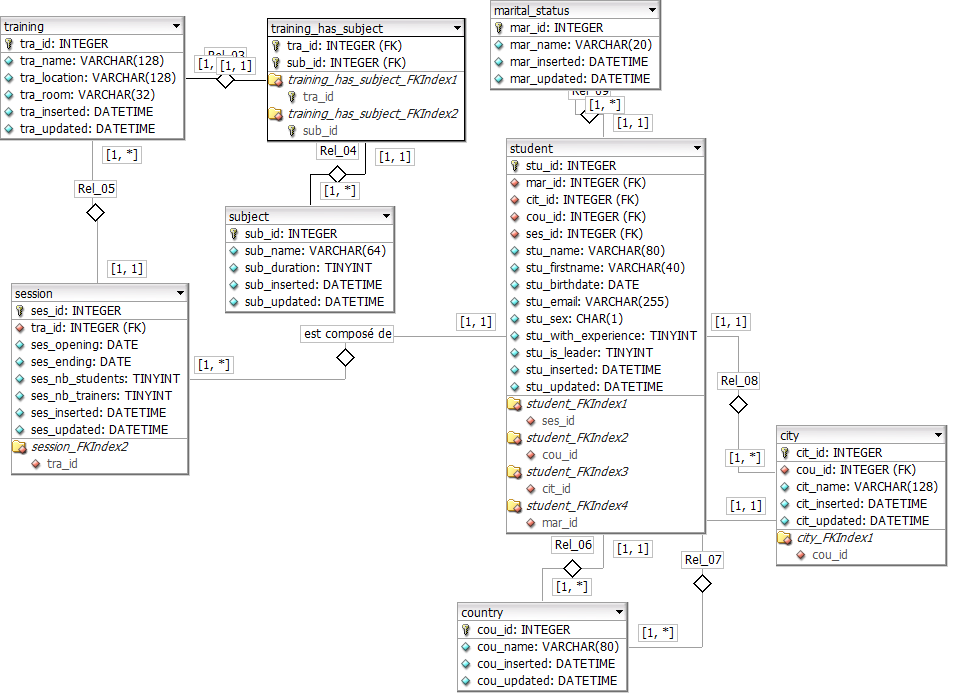 training
tra_id: INTEGER
tra_name: VARCHAR(128)
tra_location: VARCHAR(128)
tra_room: VARCHAR(32)
tra_inserted: DATETIME
tra_updated: DATETIME
Rel_03
[1,
[1, 1]
training_has_subject
tra_id: INTEGER (FK)
sub_id: INTEGER (FK)
training_has_subject_FKIndex1
tra_id
training_has_subject_FKIndex2
sub_id
marital_status
mar_id: INTEGER
mar_name: VARCHAR(20)
mar_inserted: DATETIME
mar_updated: DATETIME
Rel_09
[1, *]
[1, 1]
[1, *]
Rel_05
[1, 1]
Rel_04
[1, 1]
[1, *]
subject
sub_id: INTEGER
sub_name: VARCHAR(64)
sub_duration: TINYINT
sub_inserted: DATETIME
sub_updated: DATETIME
student
stu_id: INTEGER
mar_id: INTEGER (FK)
cit_id: INTEGER (FK)
cou_id: INTEGER (FK)
ses_id: INTEGER (FK)
stu_name: VARCHAR(80)
stu_firstname: VARCHAR(40)
stu_birthdate: DATE
stu_email: VARCHAR(255)
stu_sex: CHAR(1)
stu_with_experience: TINYINT
stu_is_leader: TINYINT
stu_inserted: DATETIME
stu_updated: DATETIME
student_FKIndex1
ses_id
student_FKIndex2
cou_id
student_FKIndex3
cit_id
student_FKIndex4
mar_id
session
ses_id: INTEGER
tra_id: INTEGER (FK)
ses_opening: DATE
ses_ending: DATE
ses_nb_students: TINYINT
ses_nb_trainers: TINYINT
ses_inserted: DATETIME
ses_updated: DATETIME
session_FKIndex2
tra_id
est composé de
[1, 1]
[1, *]
[1, 1]
Rel_08
[1, *]
city
cit_id: INTEGER
cou_id: INTEGER (FK)
cit_name: VARCHAR(128)
cit_inserted: DATETIME
cit_updated: DATETIME
city_FKIndex1
cou_id
[1, 1]
Rel_06
[1, 1]
[1, *]
Rel_07
[1, *]
country
cou_id: INTEGER
cou_name: VARCHAR(80)
cou_inserted: DATETIME
cou_updated: DATETIME